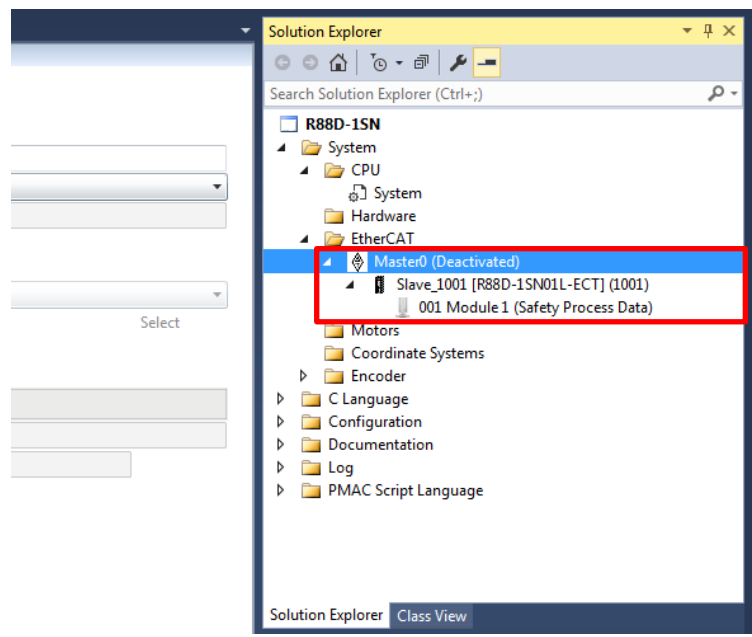 Solution Explorer
Search Solution Explorer (Ctrl+;)
R88D-1SN
System
CPU
System
Hardware
EtherCAT
Master0 (Deactivated)
Slave_1001 [R88D-1SN01L-ECT] (1001)
001 Module 1 (Safety Process Data)
Motors
Coordinate Systems
Encoder
C Language
Configuration
Documentation
Log
PMAC Script Language
Select
Solution Explorer Class View